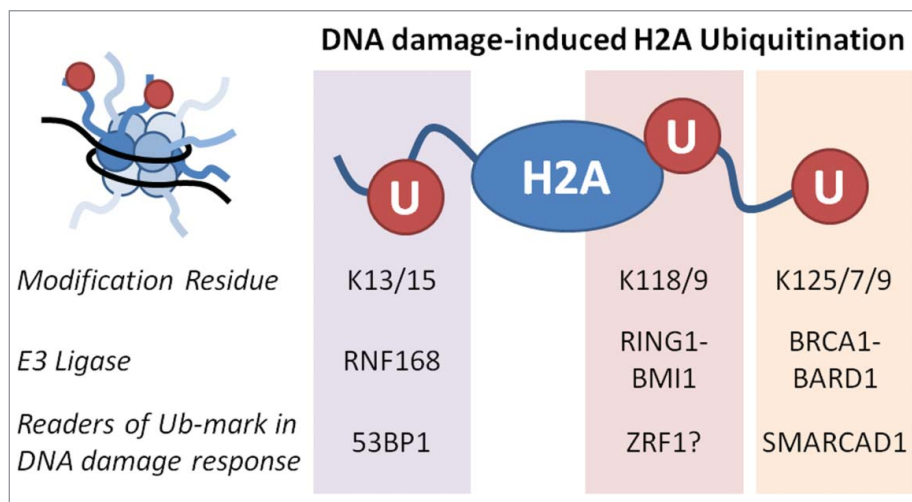 DNA damage-induced H2A Ubiquitination
U
H2A
U
U
Modification Residue K13/15 K118/9 K125/7/9
E3 Ligase RNF168 RING1-BMI1 BRCA1-BARD1
Readers of Ub-mark in
DNA damage response 53BP1 ZRF1? SMARCAD1